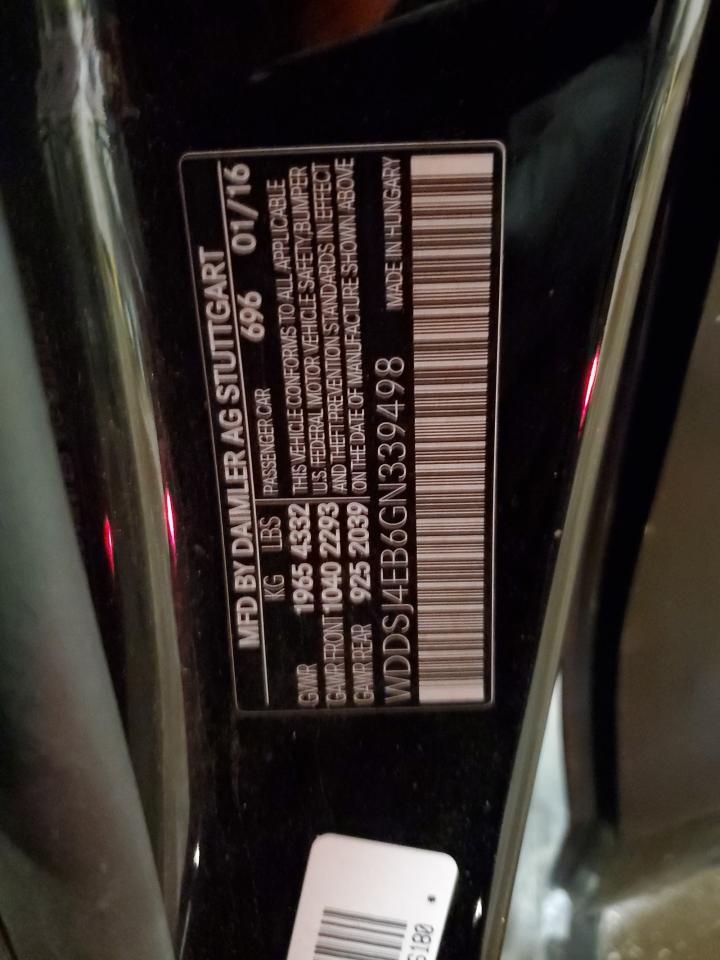 MFD BY DAIMLER AG STUTTGART
KG LBS PASSENGER CAR 696 01/16
GVWR 1965 4332 THIS VEHICLE CONFORMS TO ALL APPLICABLE
GAWR FRONT 1040 2293 U.S. FEDERAL MOTOR VEHICLE SAFETY,BUMPER
GAWR REAR 925 2039 AND THEFT PREVENTION STANDARDS IN EFFECT
ON THE DATE OF MANUFACTURE SHOWN ABOVE
WDDSJ4EB6GN339498 MADE IN HUNGARY
6180